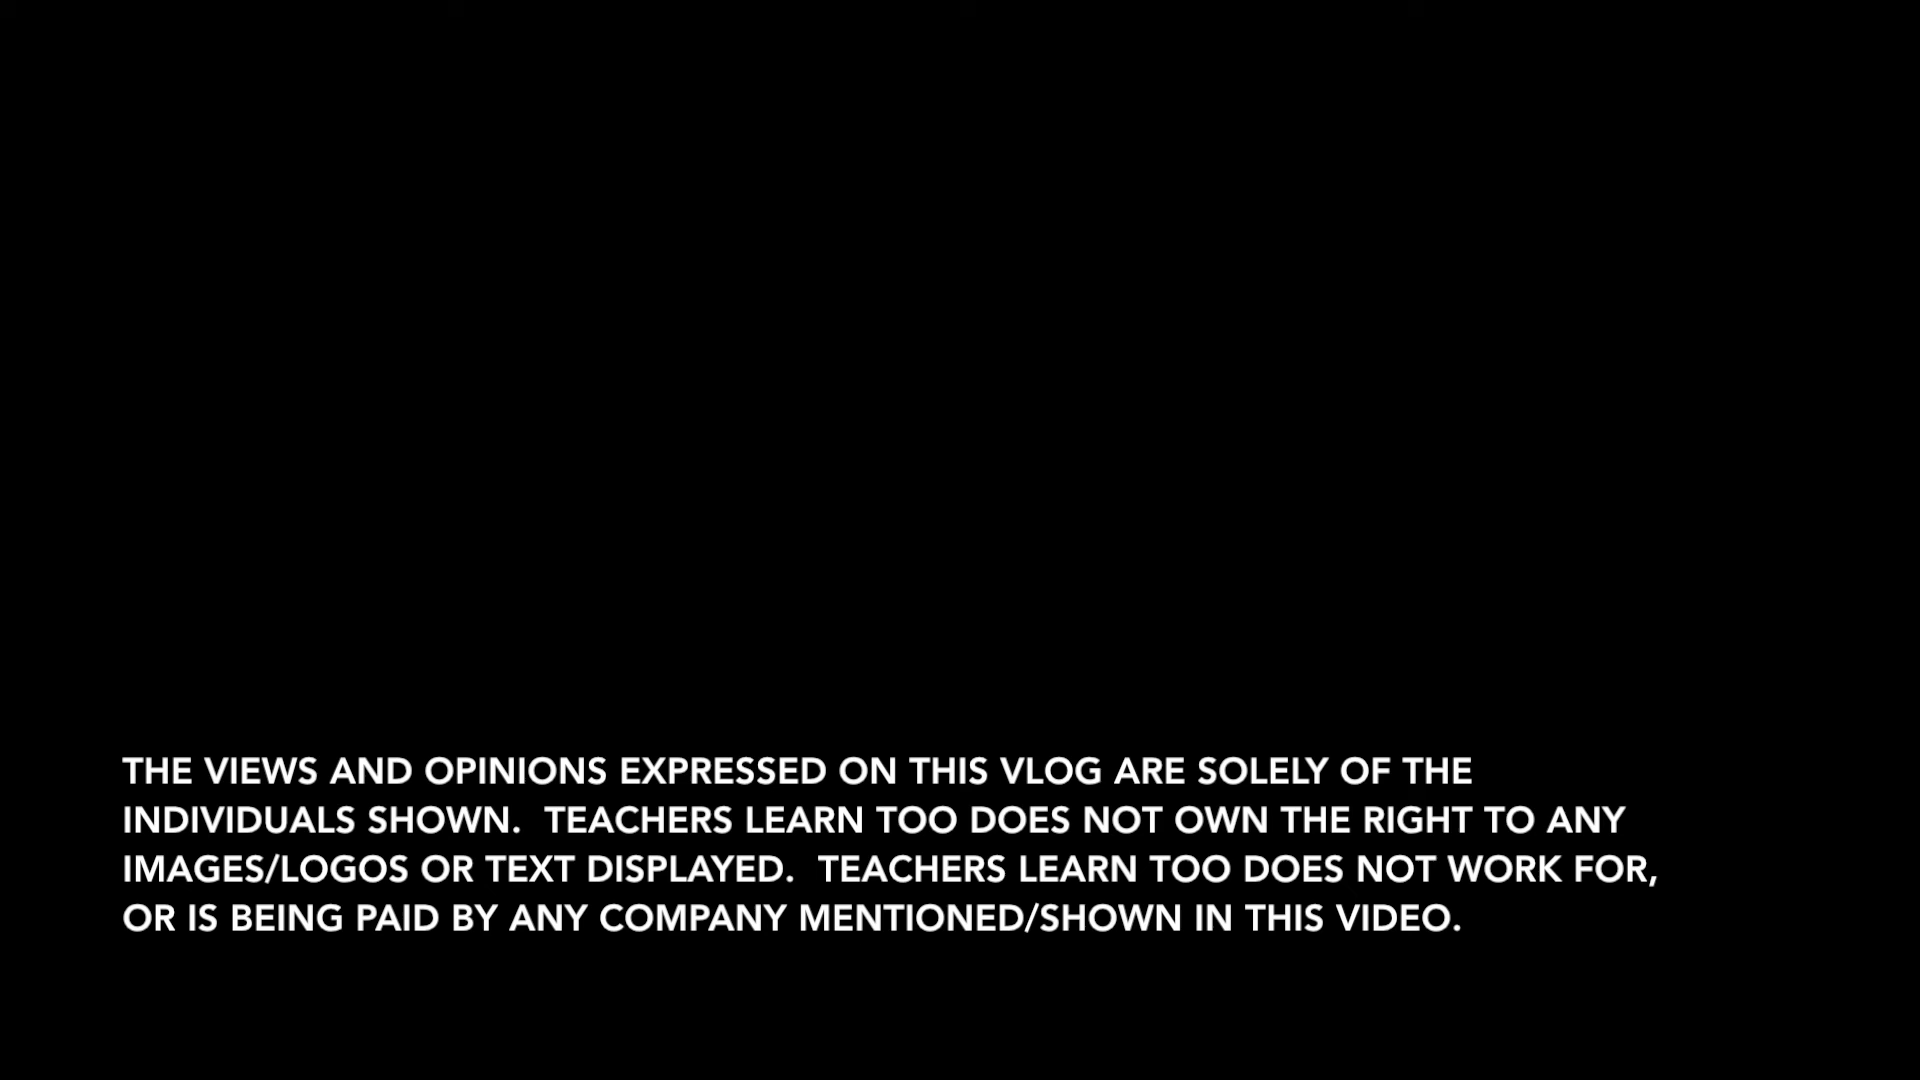 THE VIEWS AND OPINIONS EXPRESSED ON THIS VLOG ARE SOLELY OF THE
INDIVIDUALS SHOWN.  TEACHERS LEARN TOO DOES NOT OWN THE RIGHT TO ANY
IMAGES/LOGOS OR TEXT DISPLAYED.  TEACHERS LEARN TOO DOES NOT WORK FOR,
OR IS BEING PAID BY ANY COMPANY MENTIONED/SHOWN IN THIS VIDEO.